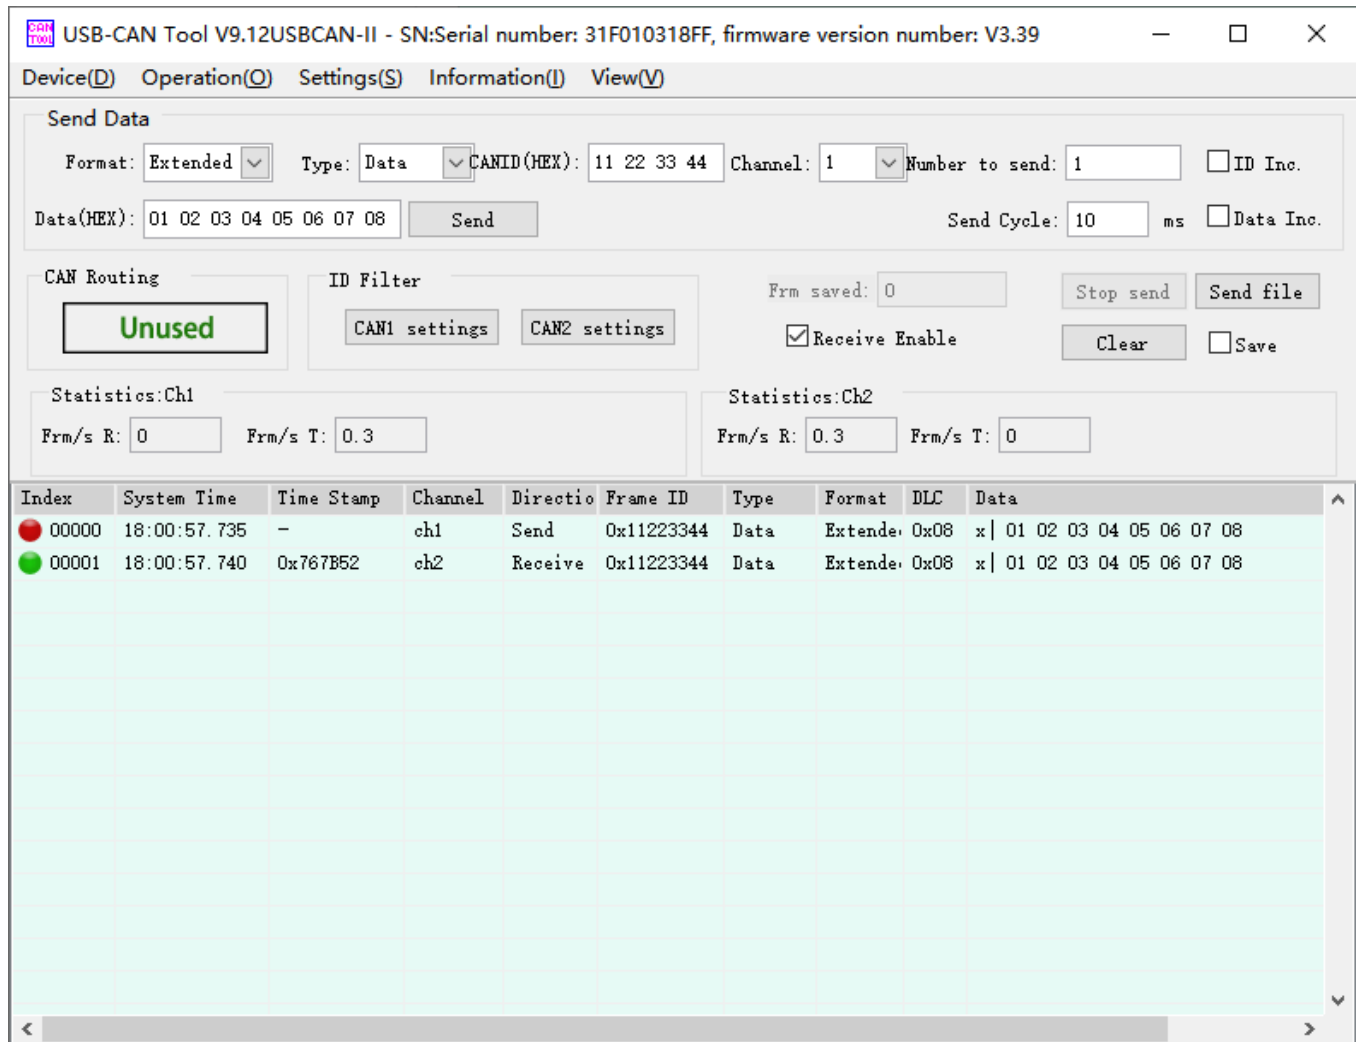 CAN TOOL USB-CAN Tool V9.12USBCAN-II - SN:Serial number: 31F010318FF, firmware version number: V3.39
Device(D) Operation(O) Settings(S) Information(I) View(V)
Send Data
Format: Extended Type: Data CANID(HEX): 11 22 33 44 Channel: 1 Number to send: 1 ID Inc.
Data(HEX): 01 02 03 04 05 06 07 08 Send Send Cycle: 10 ms Data Inc.
CAN Routing ID Filter
Frm saved: 0 Stop send Send file
Unused CAN1 settings CAN2 settings
Receive Enable Clear Save
Statistics:Ch1 Statistics:Ch2
Frm/s R: 0 Frm/s T: 0.3 Frm/s R: 0.3 Frm/s T: 0
Index System Time Time Stamp Channel Directio Frame ID Type Format DLC Data
00000 18:00:57.735 - ch1 Send 0x11223344 Data Extende 0x08 x| 01 02 03 04 05 06 07 08
00001 18:00:57.740 0x767B52 ch2 Receive 0x11223344 Data Extende 0x08 x| 01 02 03 04 05 06 07 08